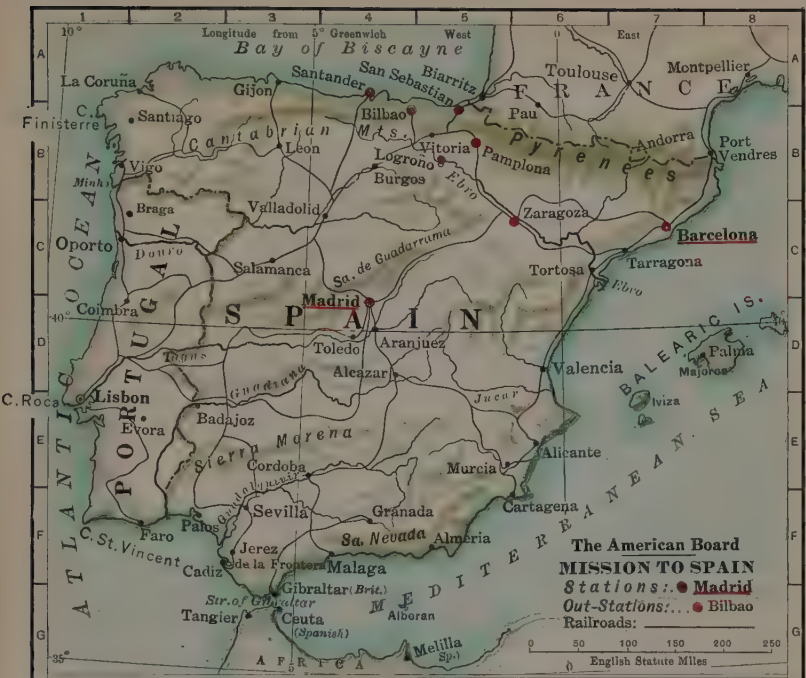 1 2 3 4 5 6 7 8
10° Longitude from 5° Greenwich West 0 East
Bay of Biscayne
A
La Coruña
Gijon
Santander
San Sebastian
Biarritz
Toulouse
Montpellier
A
FRANCE
C. Finisterre
Santiago
Bilbao
Pau
Cantabrian Mts.
Leon
Vitoria
Pamplona
Pyrenees
Andorra
Port Vendres
B
Vigo
Logroño
Burgos
Ebro
B
Minho
Braga
Valladolid
Zaragoza
Barcelona
C
Oporto
Douro
Salamanca
Sa. de Guadarrama
Tortosa
Tarragona
Ebro
C
Coimbra
Madrid
40°
SPAIN
BALEARIC IS.
D
Toledo
Aranjuez
Palma
Majorca
D
Tagus
Alcazar
Valencia
Iviza
C. Roca
Lisbon
Guadiana
Jucar
PORTUGAL
Evora
Badajoz
E
Sierra Morena
Alicante
E
Cordoba
Murcia
Guadalquivir
Cartagena
ATLANTIC OCEAN
MEDITERRANEAN SEA
F
C. St. Vincent
Faro
Palos
Sevilla
Granada
Sa. Nevada
Almeria
F
Cadiz
Jerez
de la Frontera
Malaga
Gibraltar (Brit.)
Str. of Gibraltar
Tangier
Ceuta
(Spanish)
Alboran
G
Melilla
Sp.)
G
35°
AFRICA
5
The American Board
MISSION TO SPAIN
Stations: Madrid
Out-Stations:... Bilbao
Railroads:
0 50 100 150 200 250
English Statute Miles
0